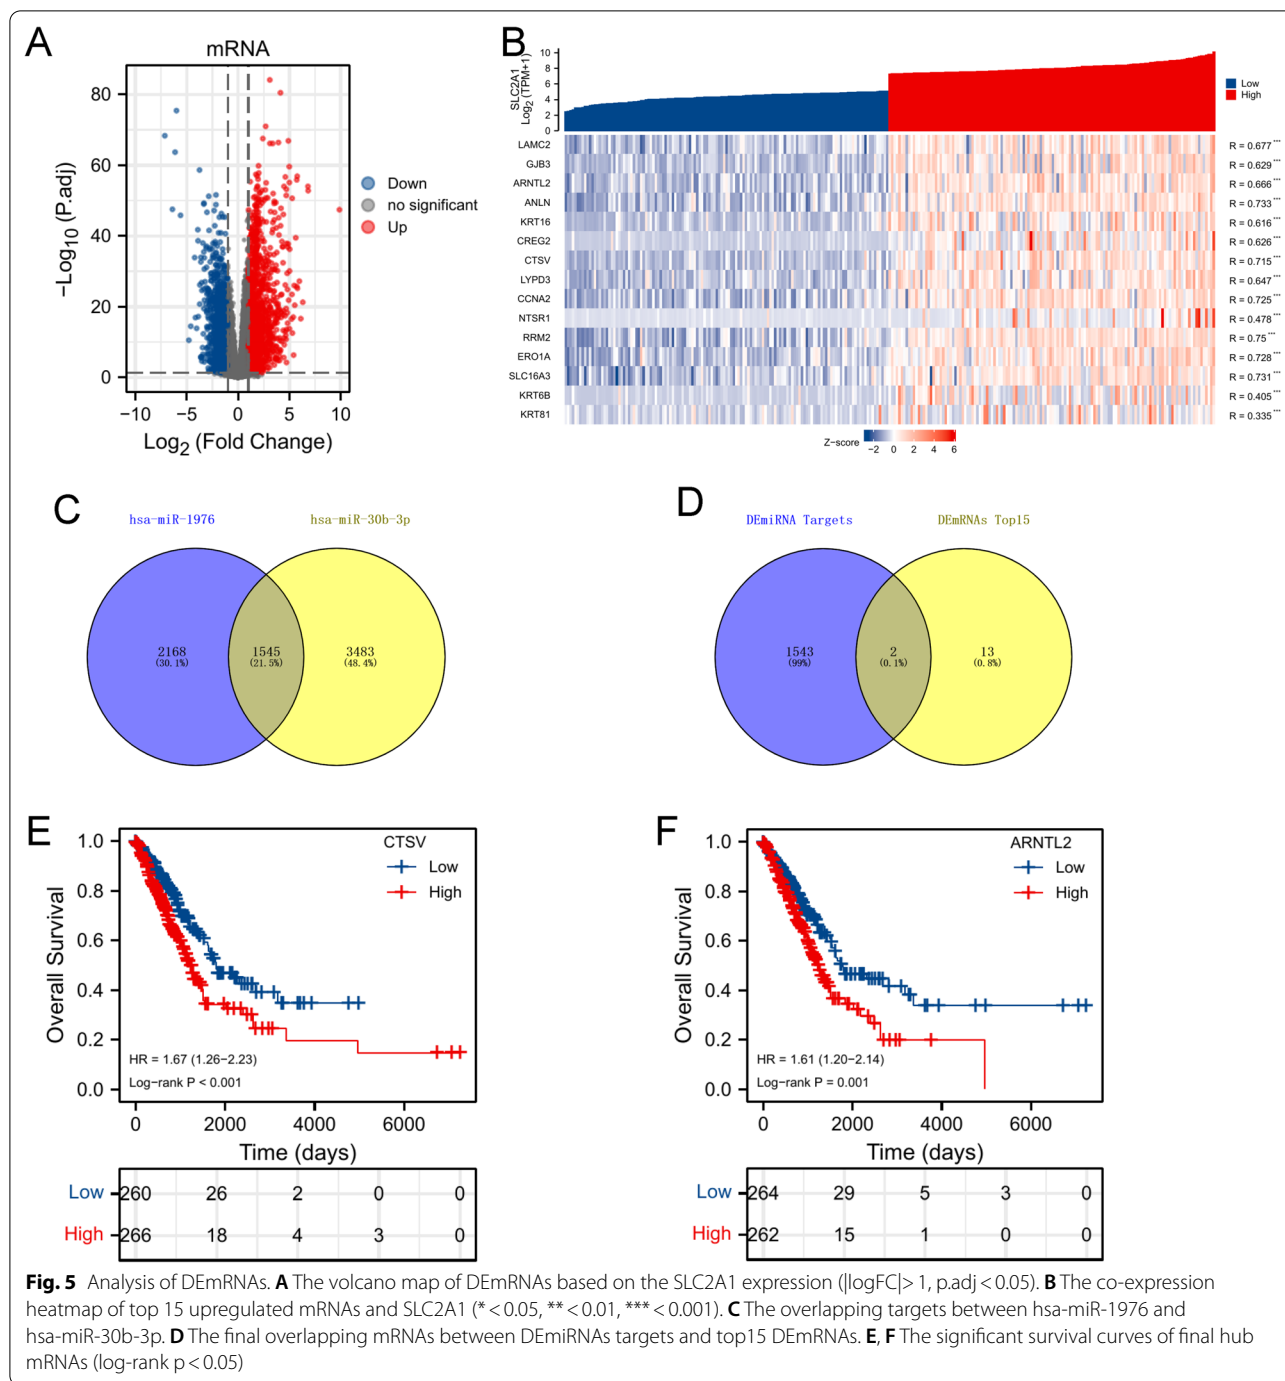 A
mRNA
−Log10 (P.adj)
80
60
40
20
0
−10
−5
0
5
10
Log2 (Fold Change)
Down
no significant
Up
B
SLC2A1
Log2 (TPM+1)
10
8
6
4
2
0
Low
High
LAMC2 R = 0.677 ***
GJB3 R = 0.629 ***
ARNTL2 R = 0.666 ***
ANLN R = 0.733 ***
KRT16 R = 0.616 ***
CREG2 R = 0.626 ***
CTSV R = 0.715 ***
LYPD3 R = 0.647 ***
CCNA2 R = 0.725 ***
NTSR1 R = 0.478 ***
RRM2 R = 0.75 ***
ERO1A R = 0.728 ***
SLC16A3 R = 0.731 ***
KRT6B R = 0.405 ***
KRT81 R = 0.335 ***
Z−score
−2 0 2 4 6
C
hsa-miR-1976
hsa-miR-30b-3p
2168
(30.1%)
1545
(21.5%)
3483
(48.4%)
D
DEmiRNA Targets
DEmRNAs Top15
1543
(99%)
2
(0.1%)
13
(0.8%)
E
CTSV
Low
High
Overall Survival
1.0
0.8
0.6
0.4
0.2
0.0
HR = 1.67 (1.26−2.23)
Log−rank P < 0.001
0 2000 4000 6000
Time (days)
Low 260 26 2 0 0
High 266 18 4 3 0
F
ARNTL2
Low
High
Overall Survival
1.0
0.8
0.6
0.4
0.2
0.0
HR = 1.61 (1.20−2.14)
Log−rank P = 0.001
0 2000 4000 6000
Time (days)
Low 264 29 5 3 0
High 262 15 1 0 0
Fig. 5 Analysis of DEmRNAs. A The volcano map of DEmRNAs based on the SLC2A1 expression (|logFC| > 1, p.adj < 0.05). B The co-expression
heatmap of top 15 upregulated mRNAs and SLC2A1 (* < 0.05, ** < 0.01, *** < 0.001). C The overlapping targets between hsa-miR-1976 and
hsa-miR-30b-3p. D The final overlapping mRNAs between DEmiRNAs targets and top15 DEmRNAs. E, F The significant survival curves of final hub
mRNAs (log-rank p < 0.05)